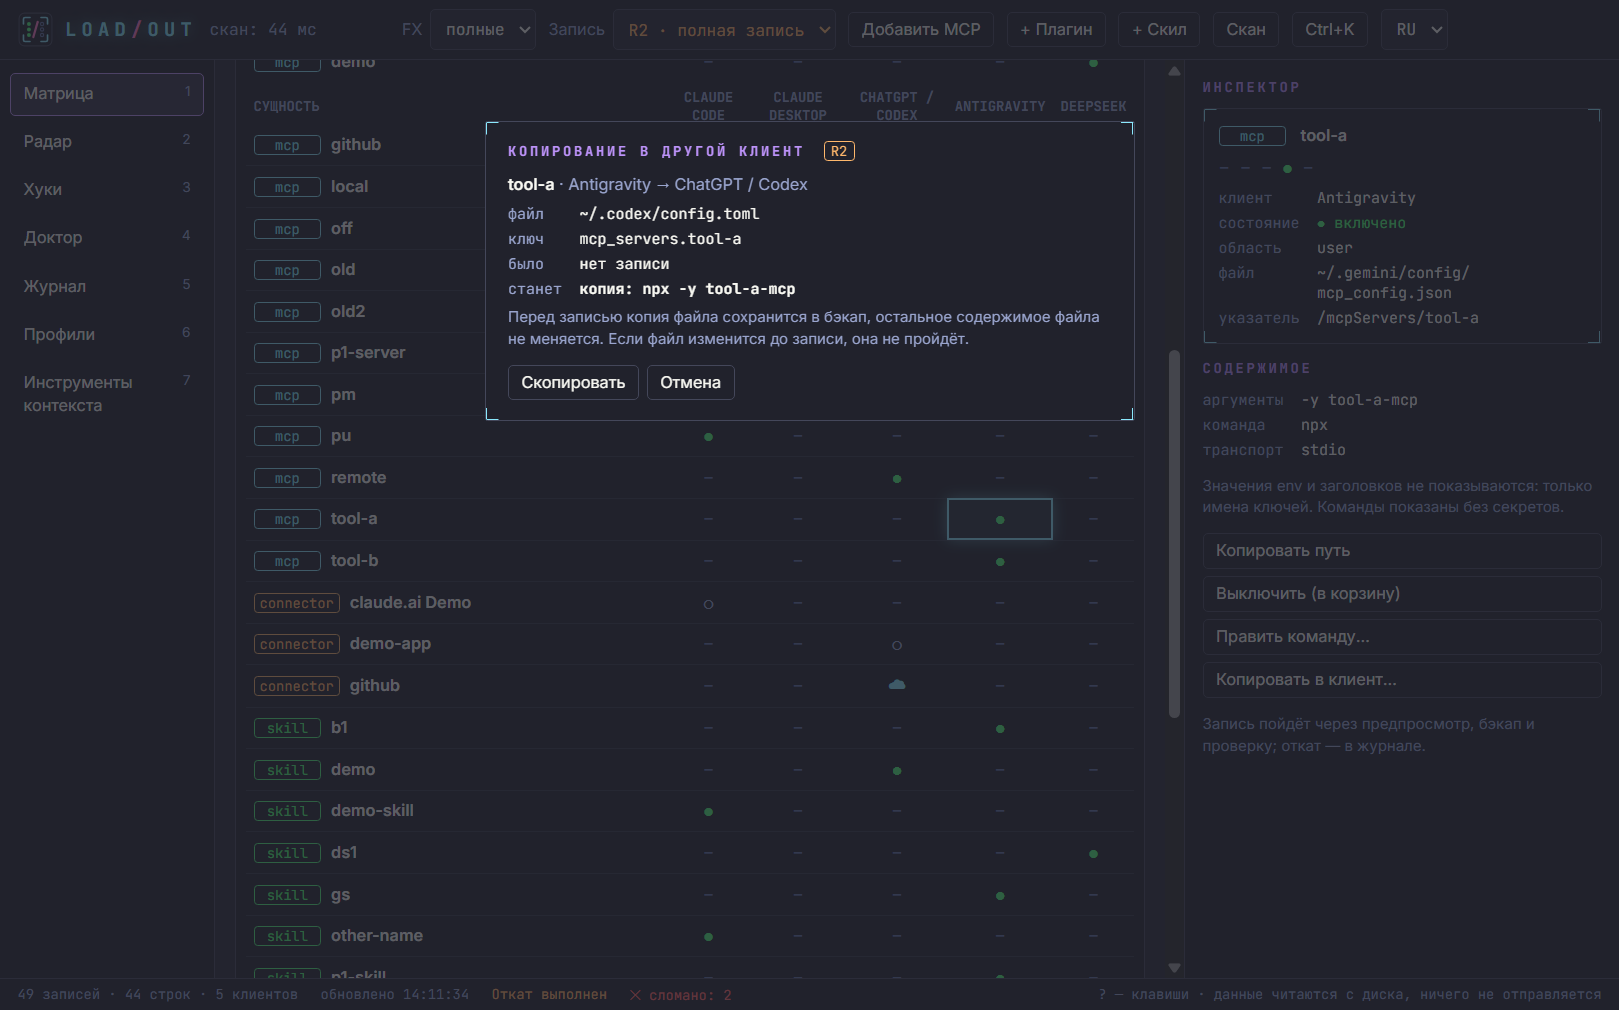 LOAD/OUT скан: 44 мс FX полные Запись R2 · полная запись Добавить MCP + Плагин + Скил Скан Ctrl+K RU
Матрица 1
Радар 2
Хуки 3
Доктор 4
Журнал 5
Профили 6
Инструменты контекста 7
mcp demo — — — — ●
СУЩНОСТЬ CLAUDE CODE CLAUDE DESKTOP CHATGPT / CODEX ANTIGRAVITY DEEPSEEK
mcp github
mcp local
mcp off
mcp old
mcp old2
mcp p1-server
mcp pm
mcp pu ● — — — —
mcp remote — — ● — —
mcp tool-a — — — ● —
mcp tool-b — — — ● —
connector claude.ai Demo ○ — — — —
connector demo-app — — ○ — —
connector github — — — —
skill b1 — — — ● —
skill demo — — ● — —
skill demo-skill ● — — — —
skill ds1 — — — — ●
skill gs — — — ● —
skill other-name ● — — — —
skill p1-skill
КОПИРОВАНИЕ В ДРУГОЙ КЛИЕНТ R2
tool-a · Antigravity → ChatGPT / Codex
файл ~/.codex/config.toml
ключ mcp_servers.tool-a
было нет записи
станет копия: npx -y tool-a-mcp
Перед записью копия файла сохранится в бэкап, остальное содержимое файла
не меняется. Если файл изменится до записи, она не пройдёт.
Скопировать Отмена
ИНСПЕКТОР
mcp tool-a
— — — ● —
клиент Antigravity
состояние ● включено
область user
файл ~/.gemini/config/
mcp_config.json
указатель /mcpServers/tool-a
СОДЕРЖИМОЕ
аргументы -y tool-a-mcp
команда npx
транспорт stdio
Значения env и заголовков не показываются: только
имена ключей. Команды показаны без секретов.
Копировать путь
Выключить (в корзину)
Править команду...
Копировать в клиент...
Запись пойдёт через предпросмотр, бэкап и
проверку; откат — в журнале.
49 записей · 44 строк · 5 клиентов обновлено 14:11:34 Откат выполнен ✕ сломано: 2 ? — клавиши · данные читаются с диска, ничего не отправляется